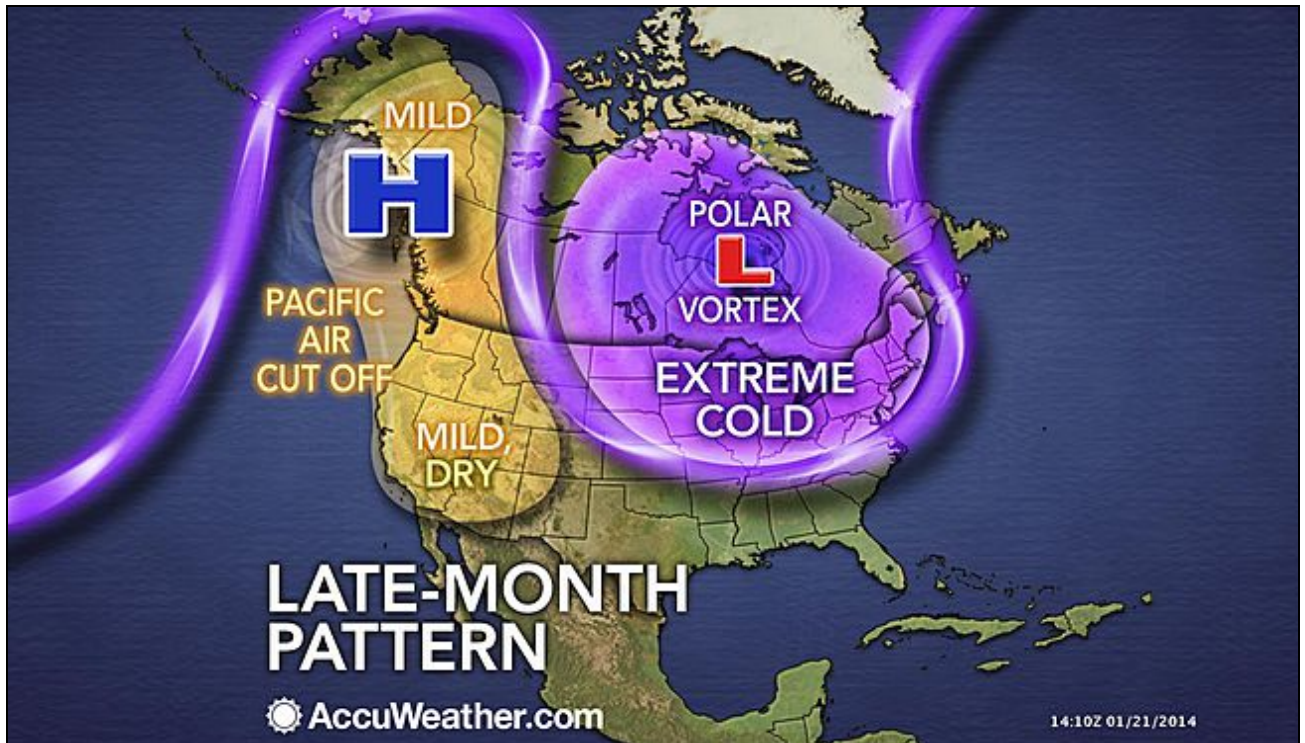 MILD
H
PACIFIC
AIR
CUT OFF
MILD,
DRY
POLAR
L
VORTEX
EXTREME
COLD
LATE-MONTH
PATTERN
AccuWeather.com
14:10Z 01/21/2014